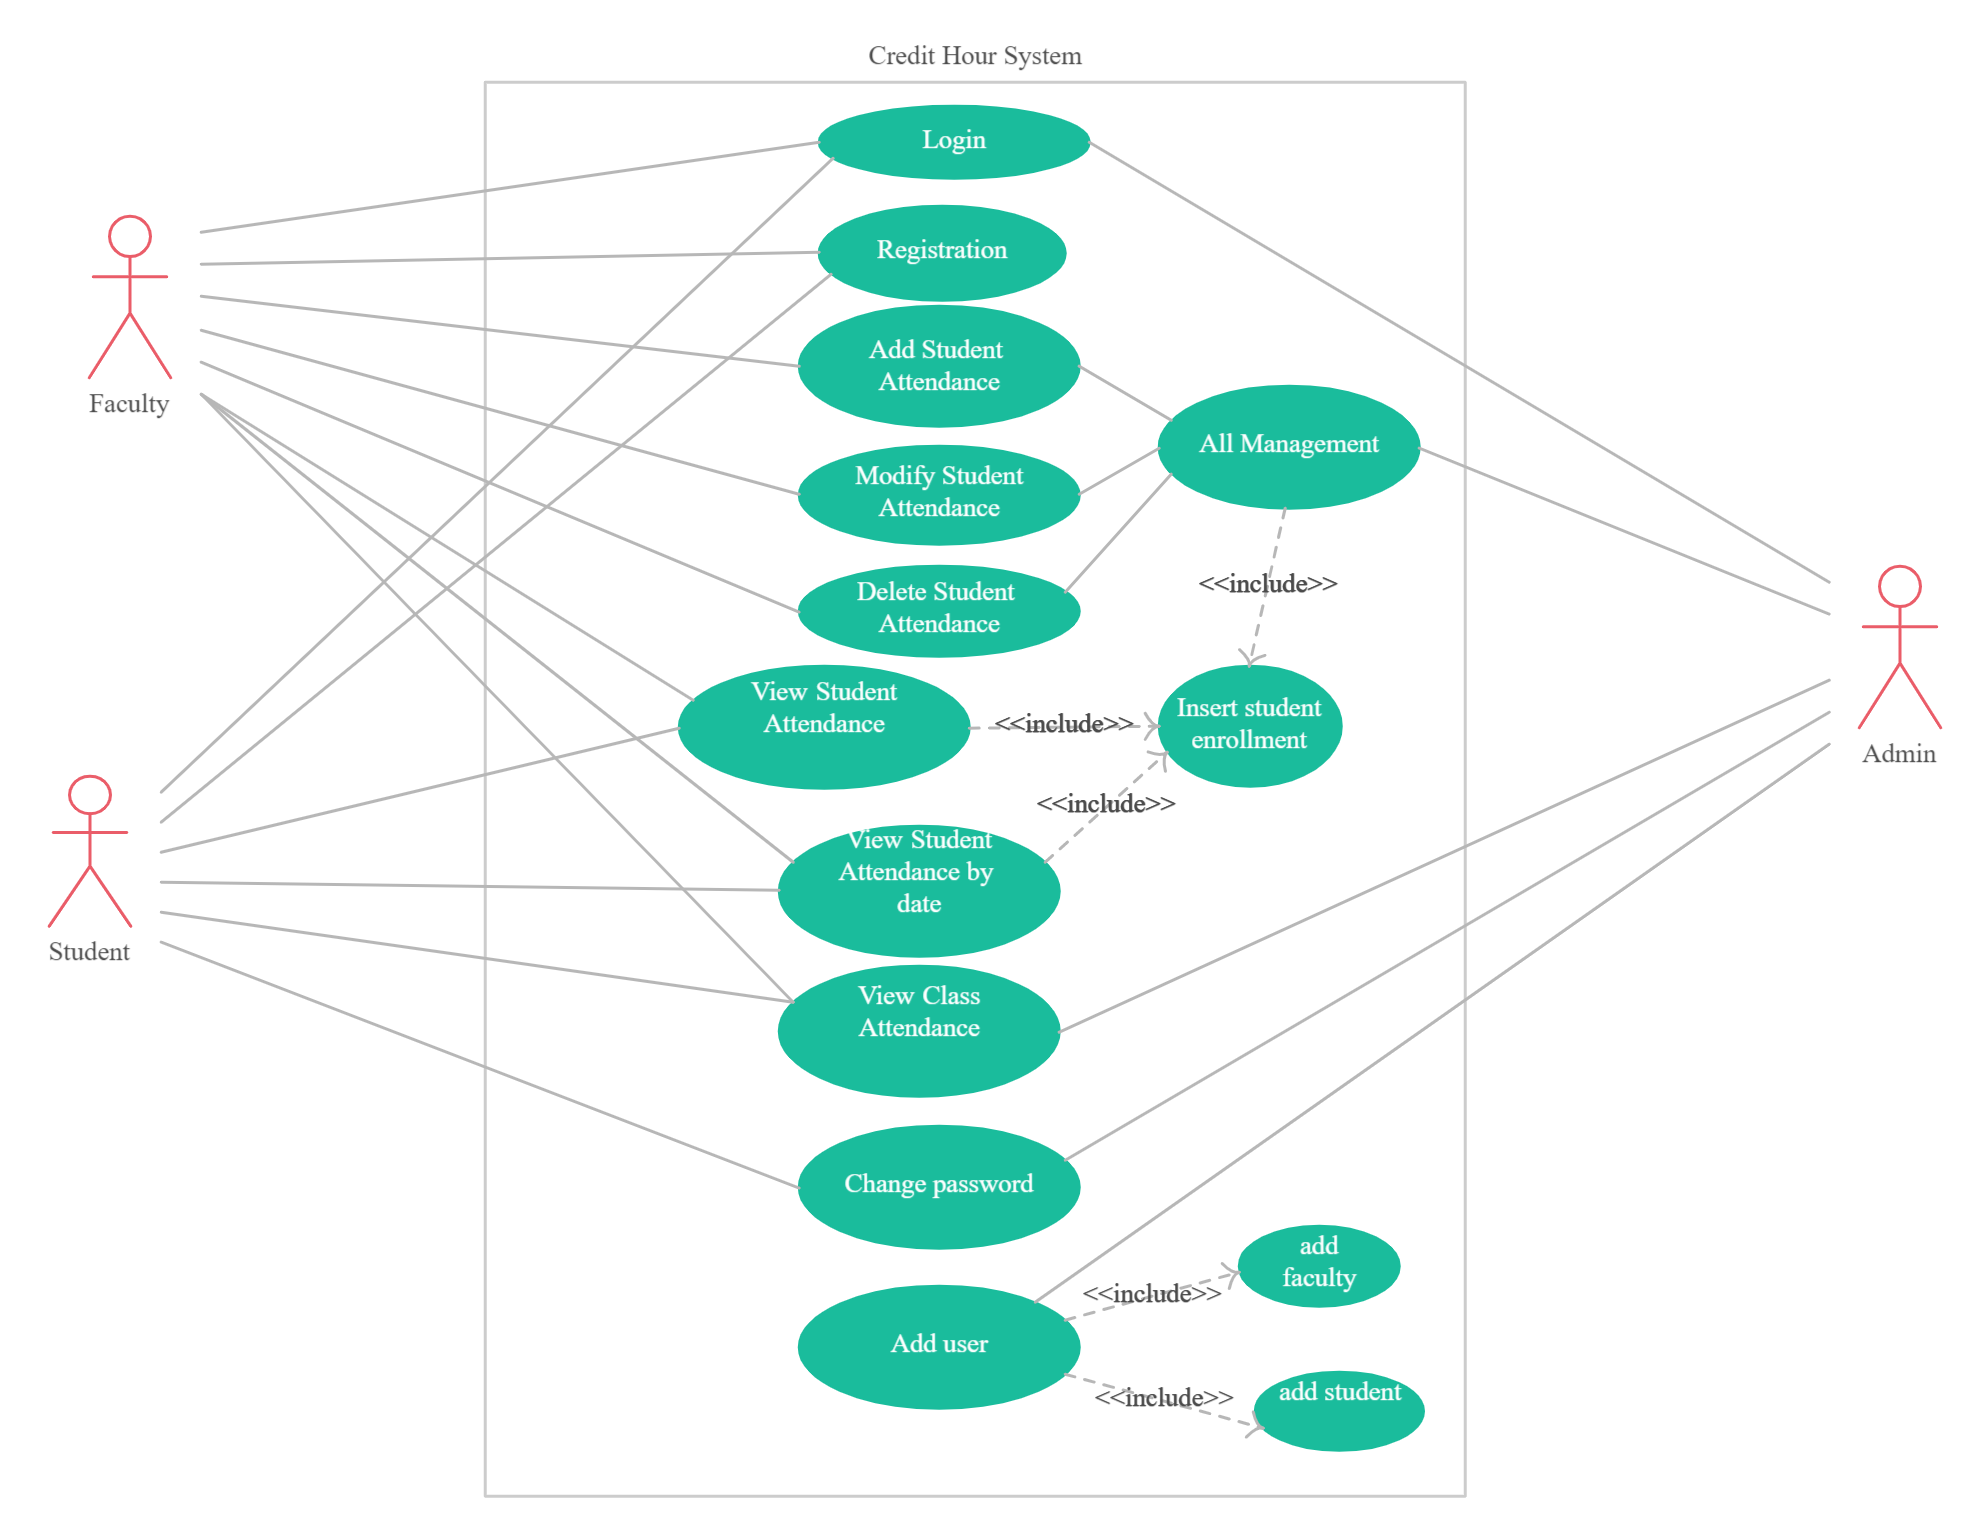 Credit Hour System
Login
Registration
Faculty
Add Student
Attendance
All Management
Modify Student
Attendance
Delete Student
Attendance
<<include>>
View Student
Attendance
<<include>>
Insert student
enrollment
Admin
<<include>>
View Student
Attendance by
date
Student
View Class
Attendance
Change password
add
faculty
<<include>>
Add user
<<include>>
add student